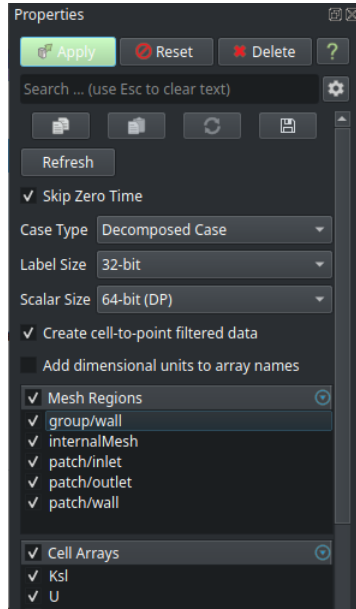 Properties
Apply Reset Delete ?
Search ... (use Esc to clear text)
Refresh
Skip Zero Time
Case Type Decomposed Case
Label Size 32-bit
Scalar Size 64-bit (DP)
Create cell-to-point filtered data
Add dimensional units to array names
Mesh Regions
group/wall
internalMesh
patch/inlet
patch/outlet
patch/wall
Cell Arrays
Ksl
U